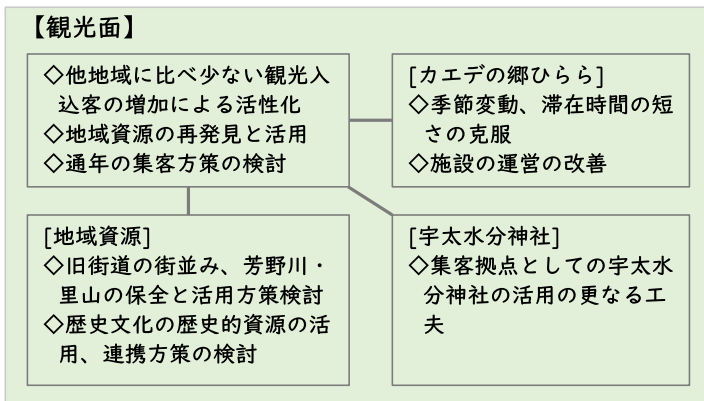 【観光面】
◇他地域に比べ少ない観光入
込客の増加による活性化
◇地域資源の再発見と活用
◇通年の集客方策の検討
[カエデの郷ひらら]
◇季節変動、滞在時間の短
さの克服
◇施設の運営の改善
[地域資源]
◇旧街道の街並み、芳野川・
里山の保全と活用方策検討
◇歴史文化の歴史的資源の活
用、連携方策の検討
[宇太水分神社]
◇集客拠点としての宇太水
分神社の活用の更なる工
夫